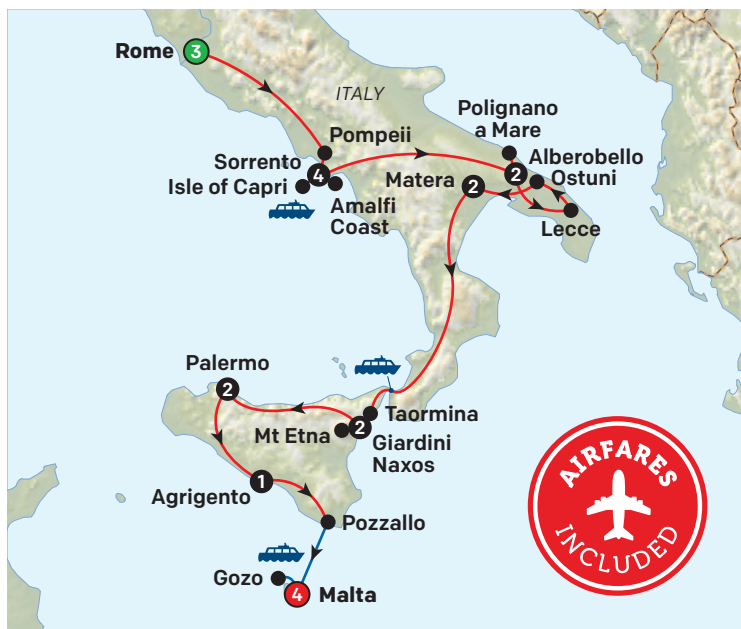 Rome
3
ITALY
Pompeii
Polignano
a Mare
Sorrento
4
Isle of Capri
Amalfi
Coast
Matera
2
2
Alberobello
Ostuni
Lecce
Palermo
2
Taormina
Mt Etna
2
Giardini
Naxos
Agrigento
1
Pozzallo
Gozo
4
Malta
AIRFARES
INCLUDED